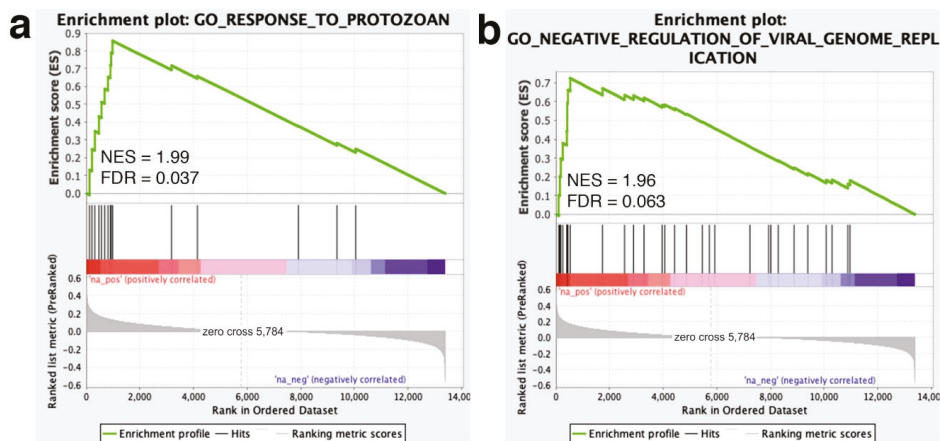 a
Enrichment plot: GO_RESPONSE_TO_PROTOZOAN
Enrichment score (ES)
0.9
0.8
0.7
0.6
0.5
0.4
0.3
0.2
0.1
0.0
NES = 1.99
FDR = 0.037
Ranked list metric (PreRanked)
0.6
0.4
0.2
0.0
−0.2
−0.4
−0.6
'na_pos' (positively correlated)
zero cross 5,784
'na_neg' (negatively correlated)
0
2,000
4,000
6,000
8,000
10,000
12,000
14,000
Rank in Ordered Dataset
Enrichment profile
Hits
Ranking metric scores
b
Enrichment plot:
GO_NEGATIVE_REGULATION_OF_VIRAL_GENOME_REPL
ICATION
Enrichment score (ES)
0.7
0.6
0.5
0.4
0.3
0.2
0.1
0.0
NES = 1.96
FDR = 0.063
Ranked list metric (PreRanked)
0.6
0.4
0.2
0.0
−0.2
−0.4
−0.6
'na_pos' (positively correlated)
zero cross 5,784
'na_neg' (negatively correlated)
0
2,000
4,000
6,000
8,000
10,000
12,000
14,000
Rank in Ordered Dataset
Enrichment profile
Hits
Ranking metric scores